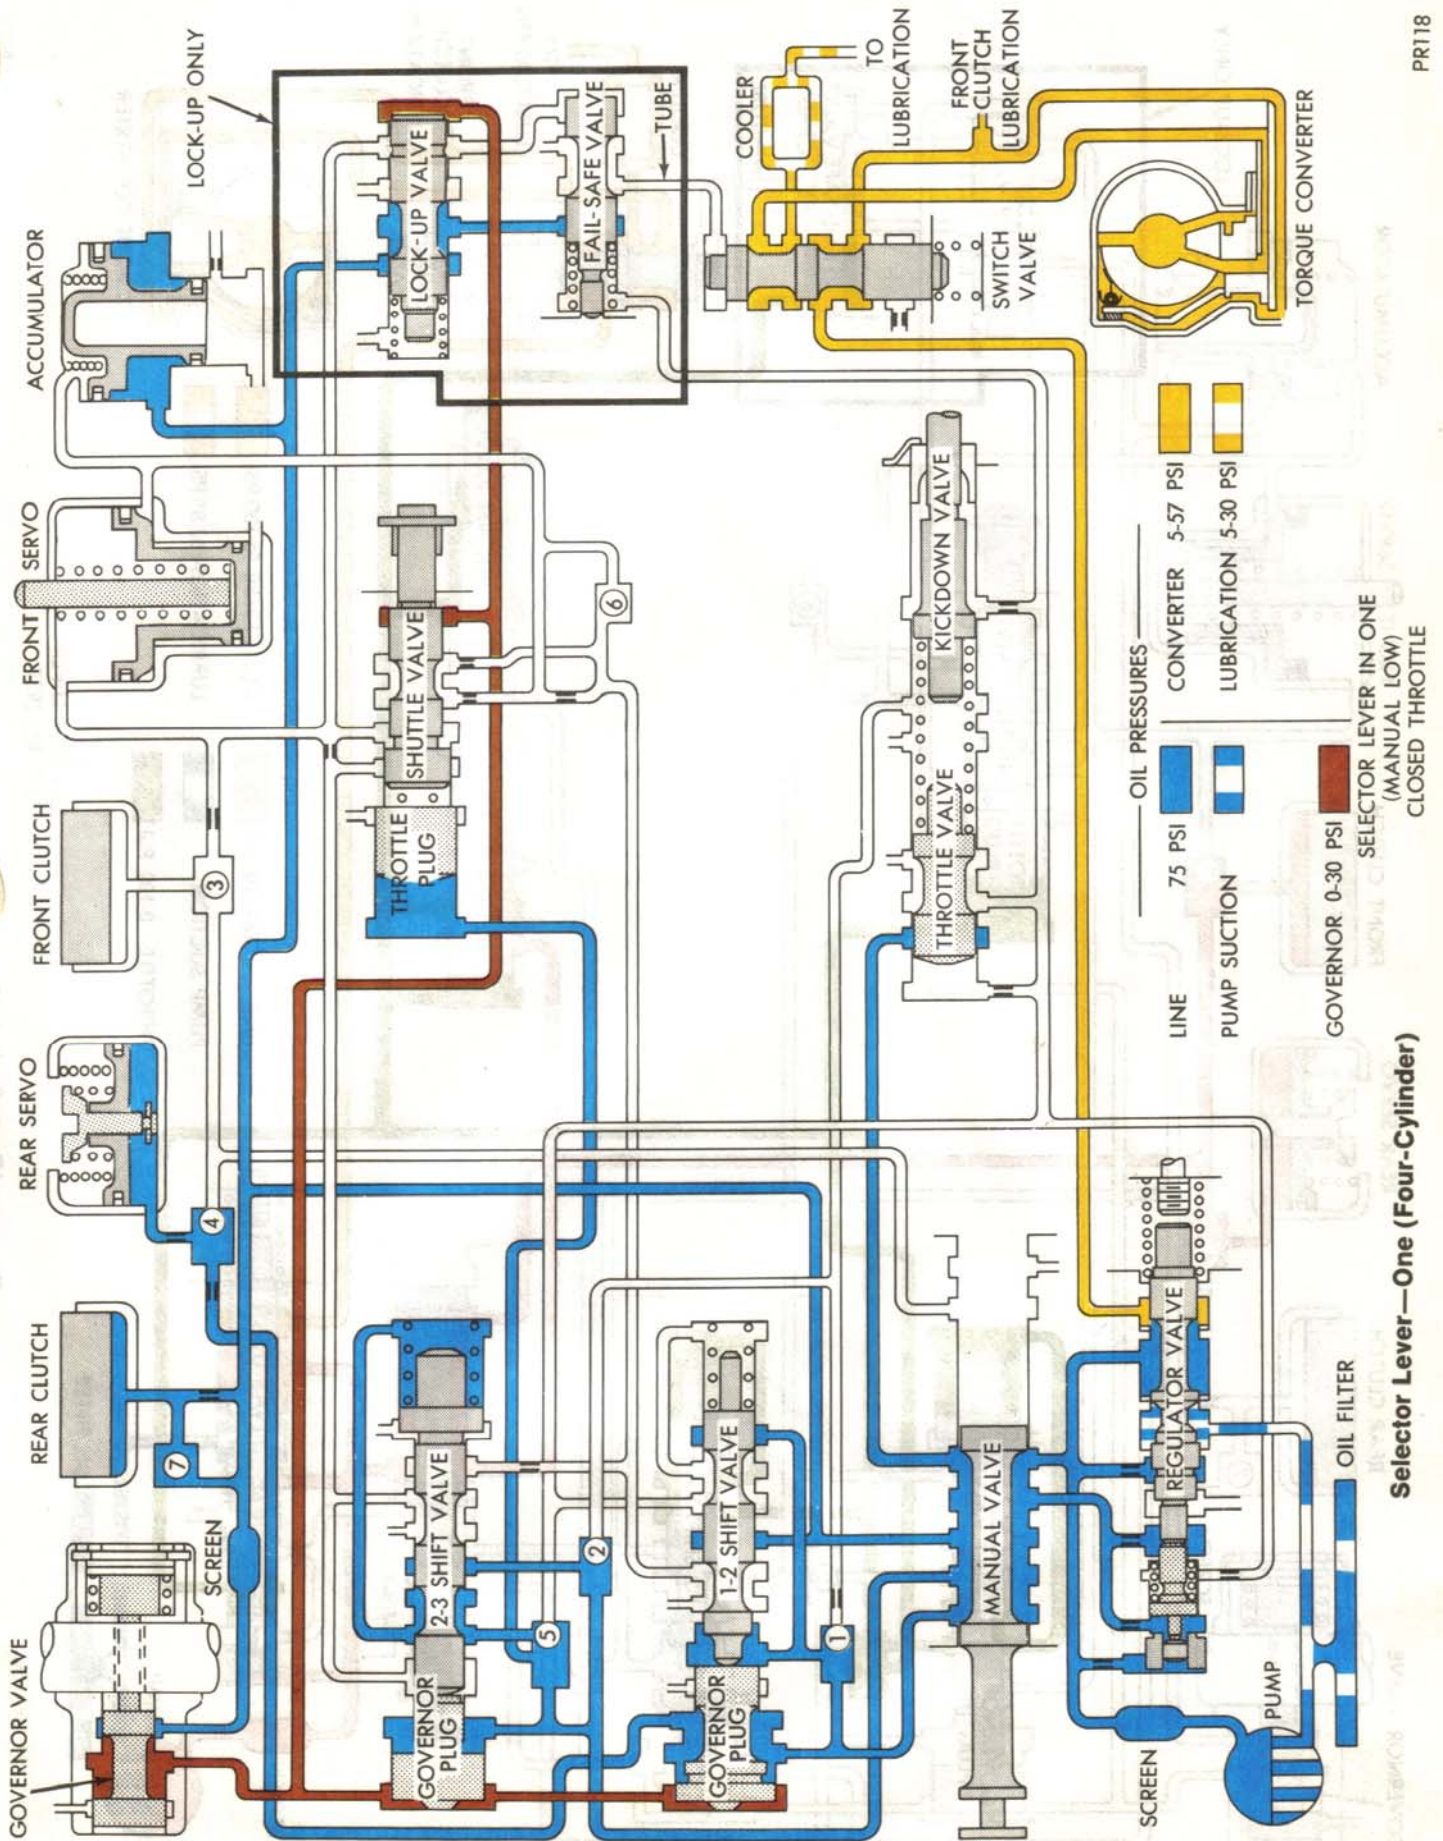 GOVERNOR VALVE
REAR CLUTCH
REAR SERVO
FRONT CLUTCH
FRONT SERVO
ACCUMULATOR
LOCK-UP ONLY
SCREEN
7
4
3
6
LOCK-UP VALVE
FAIL-SAFE VALVE
TUBE
GOVERNOR
PLUG
2-3 SHIFT VALVE
THROTTLE
PLUG
SHUTTLE VALVE
5
2
1
GOVERNOR
PLUG
1-2 SHIFT VALVE
COOLER
TO
LUBRICATION
FRONT
CLUTCH
LUBRICATION
SWITCH
VALVE
TORQUE CONVERTER
MANUAL VALVE
THROTTLE VALVE
KICKDOWN VALVE
REGULATOR VALVE
SCREEN
PUMP
OIL FILTER
OIL PRESSURES
LINE 75 PSI
CONVERTER 5-57 PSI
PUMP SUCTION
LUBRICATION 5-30 PSI
GOVERNOR 0-30 PSI
SELECTOR LEVER IN ONE
(MANUAL LOW)
CLOSED THROTTLE
Selector Lever—One (Four-Cylinder)
PR118